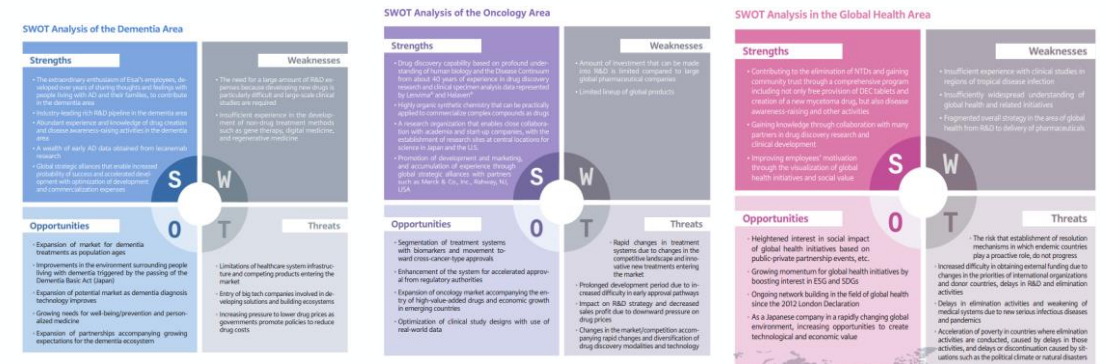 SWOT Analysis of the Dementia Area
Strengths
· The extraordinary enthusiasm of Eisai's employees, de-
veloped over years of sharing thoughts and feelings with
people living with AD and their families, to contribute
in the dementia area
· Industry-leading rich R&D pipeline in the dementia area
· Abundant experience and knowledge of drug creation
and disease awareness-raising activities in the dementia
area
· A wealth of early AD data obtained from lecanemab
research
· Global strategic alliances that enable increased
probability of success and accelerated devel-
opment with optimization of development
and commercialization expenses
Weaknesses
· The need for a large amount of R&D ex-
penses because developing new drugs is
particularly difficult and large-scale clinical
studies are required
· Insufficient experience in the develop-
ment of non-drug treatment methods
such as gene therapy, digital medicine,
and regenerative medicine
S
W
O
T
Opportunities
· Expansion of market for dementia
treatments as population ages
· Improvements in the environment surrounding people
living with dementia triggered by the passing of the
Dementia Basic Act (Japan)
· Expansion of potential market as dementia diagnosis
technology improves
· Growing needs for well-being/prevention and person-
alized medicine
· Expansion of partnerships accompanying growing
expectations for the dementia ecosystem
Threats
· Limitations of healthcare system infrastruc-
ture and competing products entering the
market
· Entry of big tech companies involved in de-
veloping solutions and building ecosystems
· Increasing pressure to lower drug prices as
governments promote policies to reduce
drug costs
SWOT Analysis of the Oncology Area
Strengths
· Drug discovery capability based on profound under-
standing of human biology and the Disease Continuum
from about 40 years of experience in drug discovery
research and clinical specimen analysis data represented
by Lenvima® and Halaven®
· Highly organic synthetic chemistry that can be practically
applied to commercialize complex compounds as drugs
· A research organization that enables close collabora-
tion with academia and start-up companies, with the
establishment of research sites at central locations for
science in Japan and the U.S.
· Promotion of development and marketing,
and accumulation of experience through
global strategic alliances with partners
such as Merck & Co., Inc., Rahway, NJ,
USA
Weaknesses
· Amount of investment that can be made
into R&D is limited compared to large
global pharmaceutical companies
· Limited lineup of global products
S
W
O
T
Opportunities
· Segmentation of treatment systems
with biomarkers and movement to-
ward cross-cancer-type approvals
· Enhancement of the system for accelerated approv-
al from regulatory authorities
· Expansion of oncology market accompanying the en-
try of high-value-added drugs and economic growth
in emerging countries
· Optimization of clinical study designs with use of
real-world data
Threats
· Rapid changes in treatment
systems due to changes in the
competitive landscape and inno-
vative new treatments entering
the market
· Prolonged development period due to in-
creased difficulty in early approval pathways
· Impact on R&D strategy and decreased
sales profit due to downward pressure on
drug prices
· Changes in the market/competition accom-
panying rapid changes and diversification of
drug discovery modalities and technology
SWOT Analysis in the Global Health Area
Strengths
· Contributing to the elimination of NTDs and gaining
community trust through a comprehensive program
including not only free provision of DEC tablets and
creation of a new mycetoma drug, but also disease
awareness-raising and other activities
· Gaining knowledge through collaboration with many
partners in drug discovery research and
clinical development
· Improving employees' motivation
through the visualization of global
health initiatives and social value
Weaknesses
· Insufficient experience with clinical studies in
regions of tropical disease infection
· Insufficiently widespread understanding of
global health and related initiatives
· Fragmented overall strategy in the area of global
health from R&D to delivery of pharmaceuticals
S
W
O
T
Opportunities
· Heightened interest in social impact
of global health initiatives based on
public-private partnership events, etc.
· Growing momentum for global health initiatives by
boosting interest in ESG and SDGs
· Ongoing network building in the field of global health
since the 2012 London Declaration
· As a Japanese company in a rapidly changing global
environment, increasing opportunities to create
technological and economic value
Threats
· The risk that establishment of resolution
mechanisms in which endemic countries
play a proactive role, do not progress
· Increased difficulty in obtaining external funding due to
changes in the priorities of international organizations
and donor countries, delays in R&D and elimination
activities
· Delays in elimination activities and weakening of
medical systems due to new serious infectious diseases
and pandemics
· Acceleration of poverty in countries where elimination
activities are conducted, caused by delays in those
activities, and delays or discontinuation caused by sit-
uations such as the political climate or natural disasters